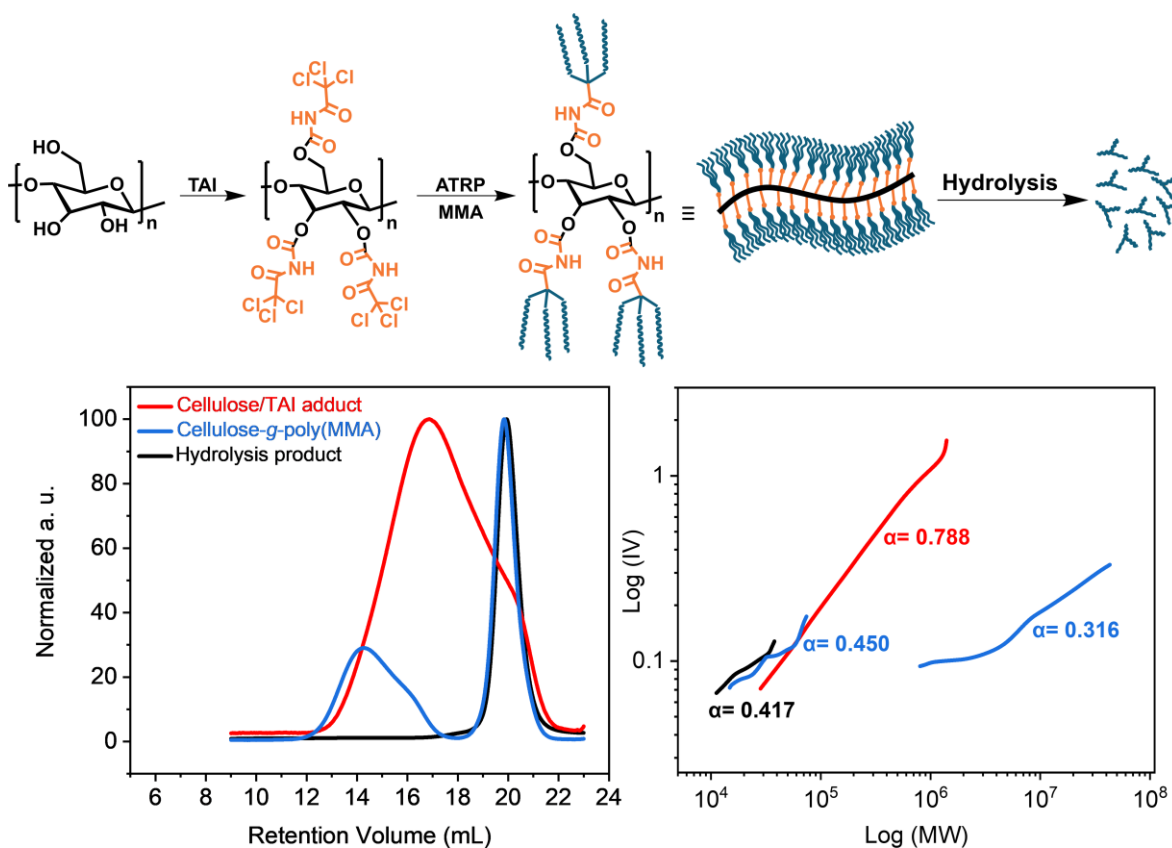 HO
O
O
HO
OH
n
TAI
Cl
Cl
Cl
HN
O
O
O
O
O
n
O
O
O
O
NH
NH
O
O
Cl
Cl
Cl
Cl
Cl
Cl
ATRP
MMA
O
HN
O
O
O
O
n
O
O
O
O
NH
NH
O
O
≡
Hydrolysis
Cellulose/TAI adduct
Cellulose-g-poly(MMA)
Hydrolysis product
Normalized a. u.
100
80
60
40
20
0
6 8 10 12 14 16 18 20 22 24
Retention Volume (mL)
Log (IV)
1
0.1
α= 0.788
α= 0.450
α= 0.316
α= 0.417
10⁴ 10⁵ 10⁶ 10⁷ 10⁸
Log (MW)